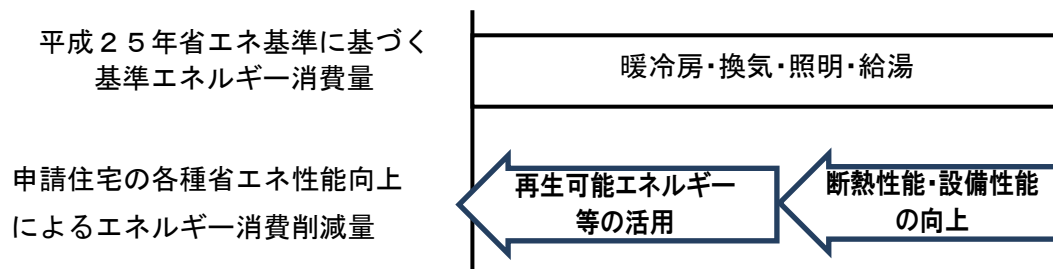 平成２５年省エネ基準に基づく
基準エネルギー消費量
暖冷房・換気・照明・給湯
申請住宅の各種省エネ性能向上
によるエネルギー消費削減量
再生可能エネルギー
等の活用
断熱性能・設備性能
の向上